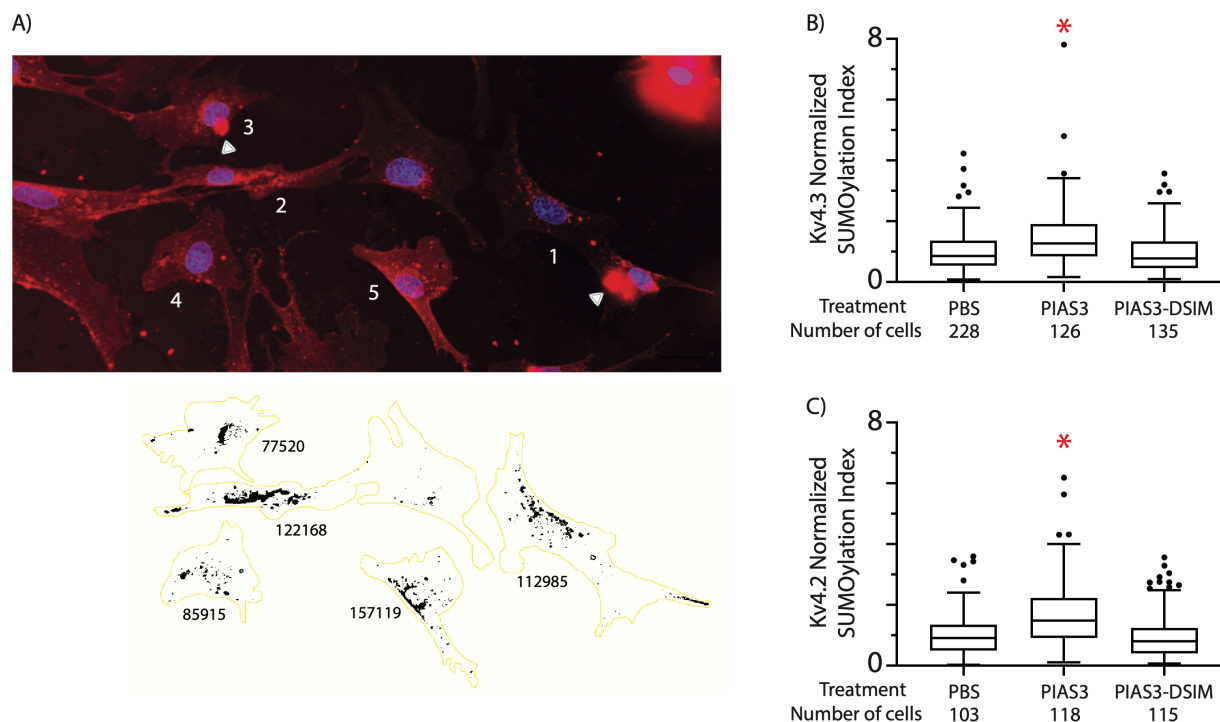 A)
3
2
1
4
5
77520
122168
112985
85915
157119
B)
*
8
Kv4.3 Normalized
SUMOylation Index
0
Treatment PBS PIAS3 PIAS3-DSIM
Number of cells 228 126 135
C)
8
*
Kv4.2 Normalized
SUMOylation Index
0
Treatment PBS PIAS3 PIAS3-DSIM
Number of cells 103 118 115